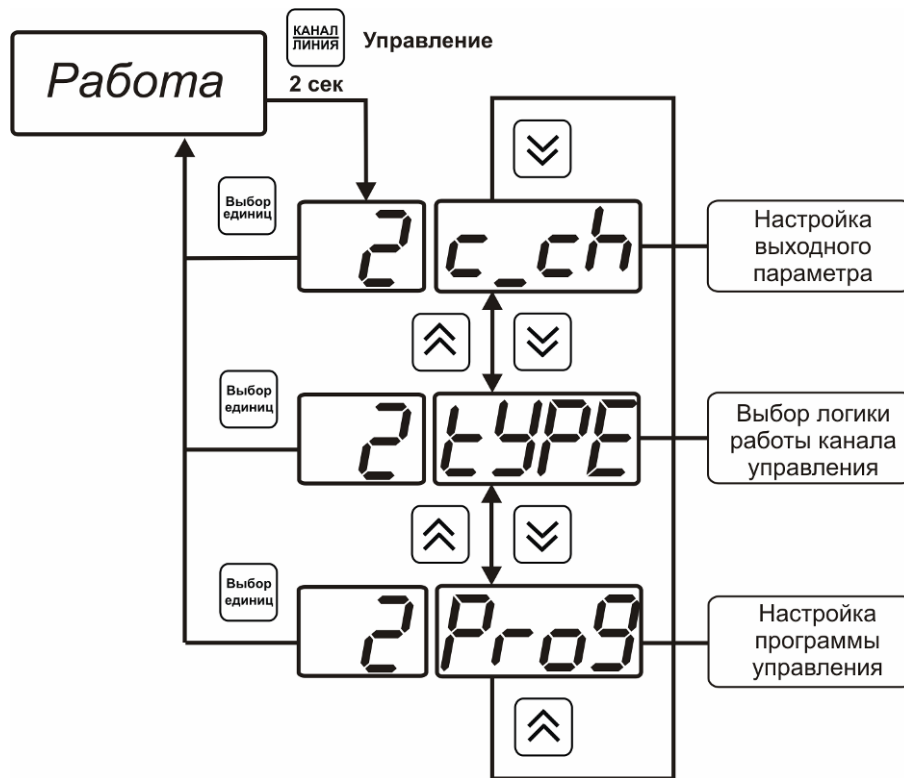 КАНАЛ
ЛИНИЯ
Управление
Работа
2 сек
Выбор
единиц
2
c_ch
Настройка
выходного
параметра
Выбор
единиц
2
tYPE
Выбор логики
работы канала
управления
Выбор
единиц
2
Prog
Настройка
программы
управления